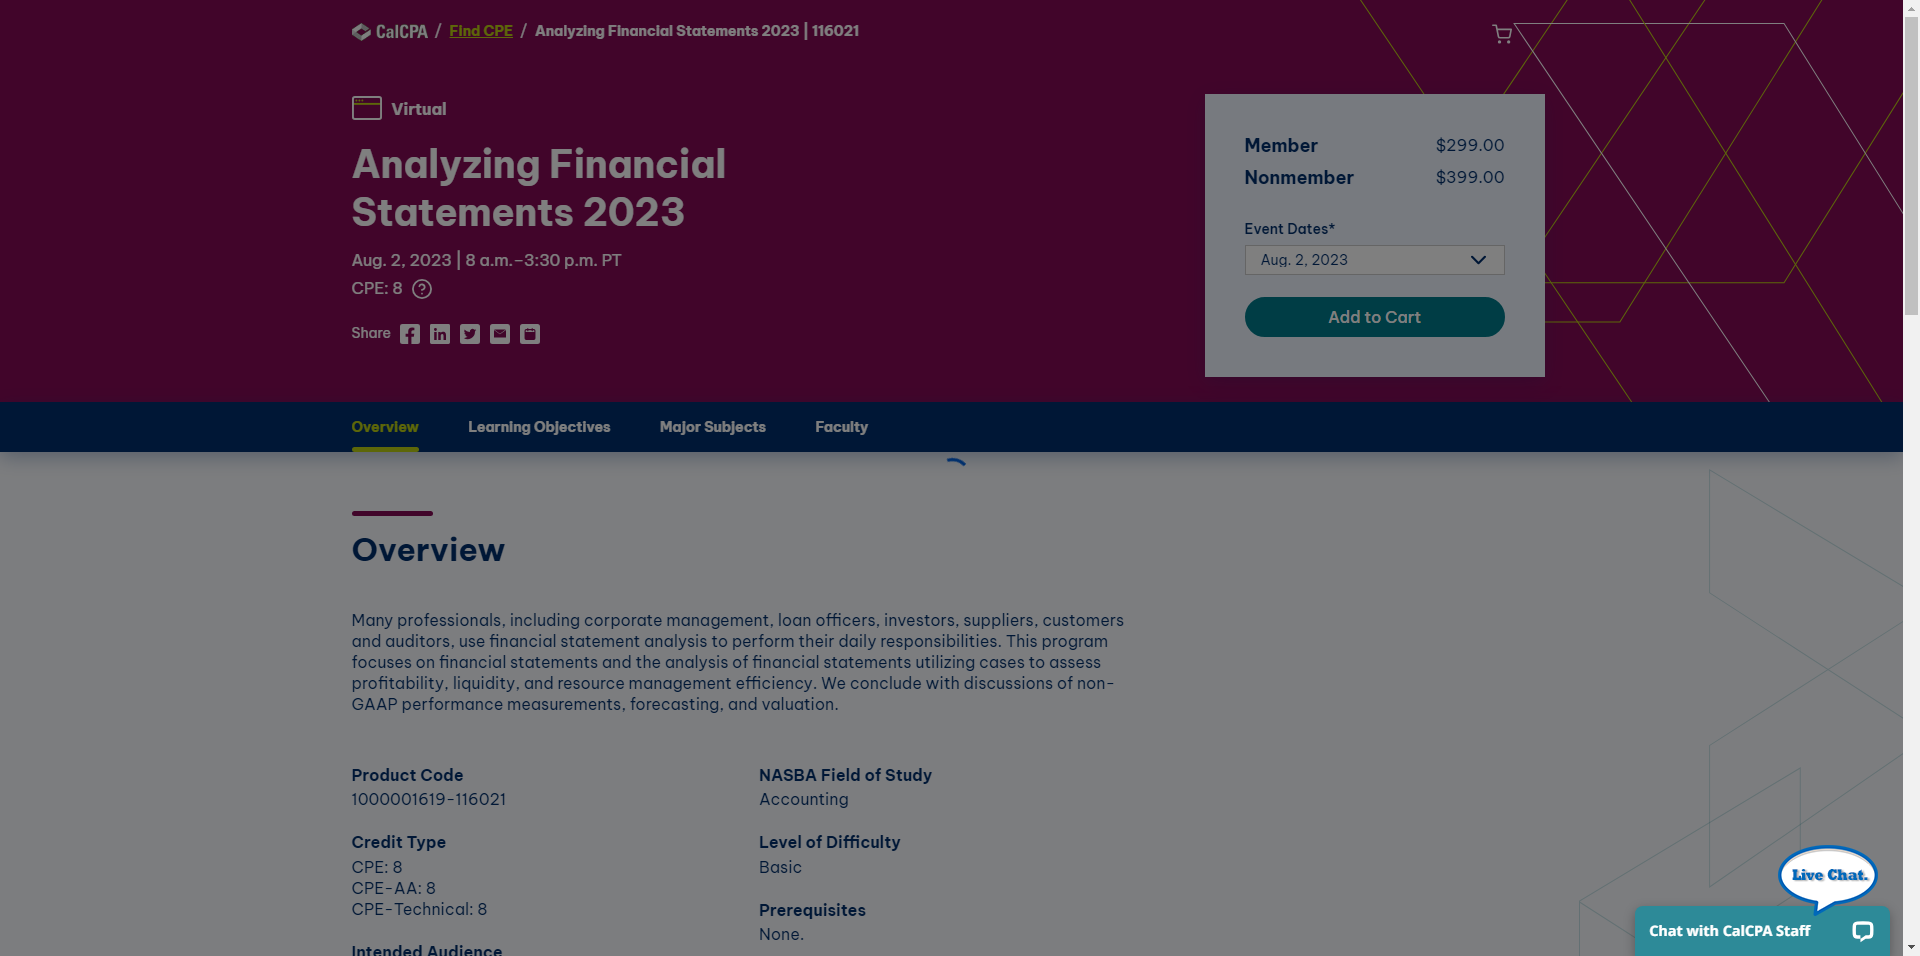 CalCPA / Find CPE / Analyzing Financial Statements 2023 | 116021
Virtual
Analyzing Financial
Statements 2023
Aug. 2, 2023 | 8 a.m.–3:30 p.m. PT
CPE: 8 ?
Share
Member $299.00
Nonmember $399.00
Event Dates*
Aug. 2, 2023
Add to Cart
Overview Learning Objectives Major Subjects Faculty
Overview
Many professionals, including corporate management, loan officers, investors, suppliers, customers
and auditors, use financial statement analysis to perform their daily responsibilities. This program
focuses on financial statements and the analysis of financial statements utilizing cases to assess
profitability, liquidity, and resource management efficiency. We conclude with discussions of non-
GAAP performance measurements, forecasting, and valuation.
Product Code
1000001619-116021
Credit Type
CPE: 8
CPE-AA: 8
CPE-Technical: 8
Intended Audience
NASBA Field of Study
Accounting
Level of Difficulty
Basic
Prerequisites
None.
Live Chat.
Chat with CalCPA Staff